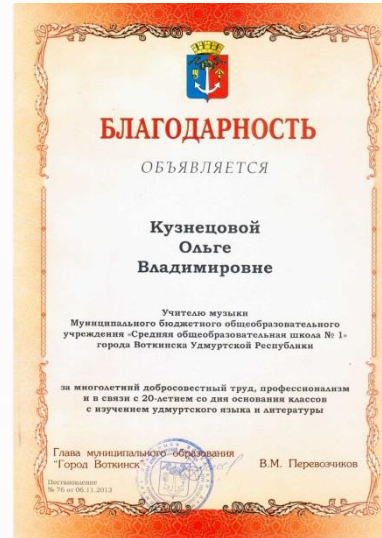 БЛАГОДАРНОСТЬ
ОБЪЯВЛЯЕТСЯ
Кузнецовой
Ольге
Владимировне
Учителю музыки
Муниципального бюджетного общеобразовательного
учреждения «Средняя общеобразовательная школа № 1»
города Воткинска Удмуртской Республики
за многолетний добросовестный труд, профессионализм
и в связи с 20-летием со дня основания классов
с изучением удмуртского языка и литературы
Глава муниципального образования
"Город Воткинск"
В.М. Перевозчиков
Постановление
№ 76 от 06.11.2013